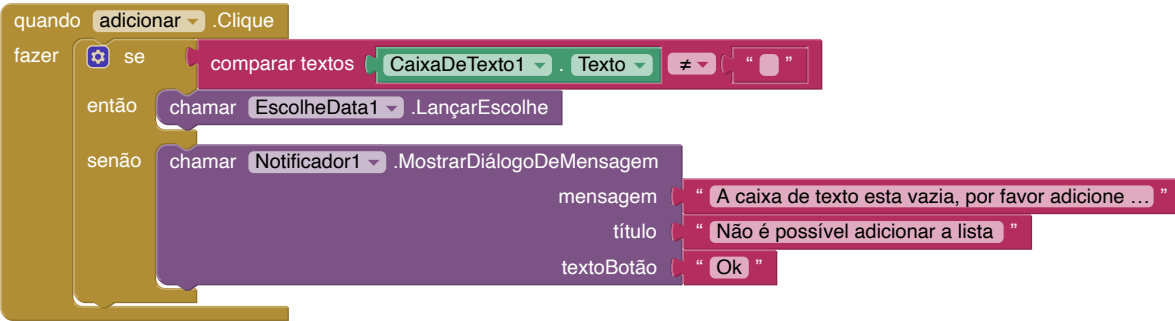 quando adicionar .Clique
fazer se comparar textos CaixaDeTexto1 . Texto ≠ “ ”
então chamar EscolheData1 .LançarEscolhe
senão chamar Notificador1 .MostrarDiálogoDeMensagem
mensagem “ A caixa de texto esta vazia, por favor adicione … ”
título “ Não é possível adicionar a lista ”
textoBotão “ Ok ”